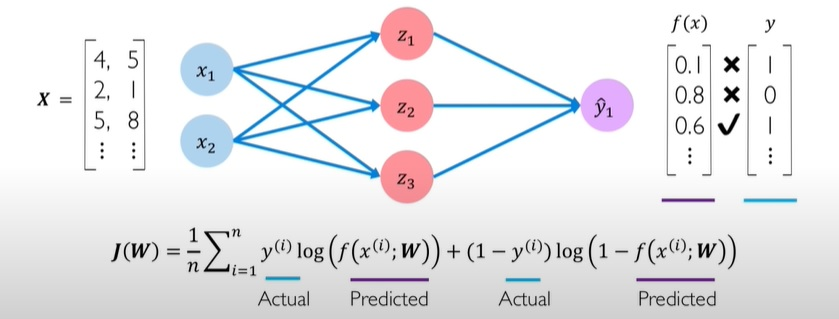 f(x) y
X = [4, 5
2, 1
5, 8
⋮ ⋮]
x₁
x₂
z₁
z₂
z₃
ŷ₁
[0.1 ✖ 1
0.8 ✖ 0
0.6 ✓ 1
⋮ ⋮]
J(W) = 1/n ∑ᵢ₌₁ⁿ y⁽ⁱ⁾ log(f(x⁽ⁱ⁾; W)) + (1 − y⁽ⁱ⁾) log(1 − f(x⁽ⁱ⁾; W))
Actual Predicted Actual Predicted